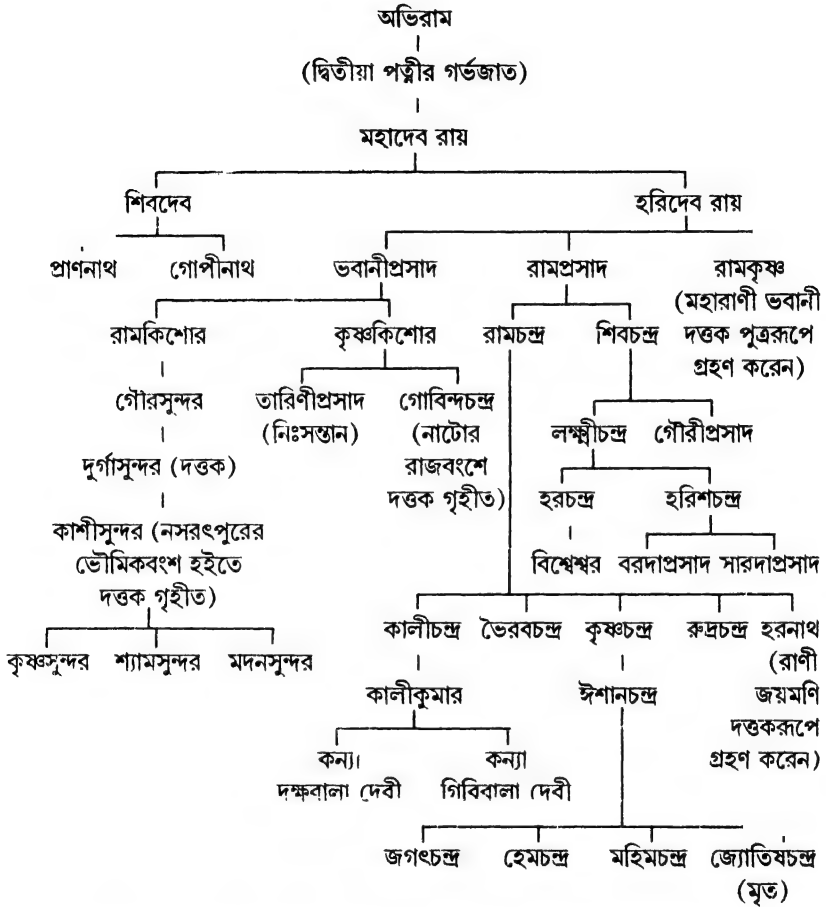 অভিরাম
(দ্বিতীয়া পত্নীর গর্ভজাত)
মহাদেব রায়
শিবদেব হরিদেব রায়
প্রাণনাথ গোপীনাথ ভবানীপ্রসাদ রামপ্রসাদ রামকৃষ্ণ
(মহারাণী ভবানী
রামকিশোর কৃষ্ণকিশোর রামচন্দ্র শিবচন্দ্র দত্তক পুত্ররূপে
গ্রহণ করেন)
গৌরসুন্দর তারিণীপ্রসাদ গোবিন্দচন্দ্র
(নিঃসন্তান) (নাটোর লক্ষ্মীচন্দ্র গৌরীপ্রসাদ
দুর্গাসুন্দর (দত্তক) রাজবংশে
দত্তক গৃহীত) হরচন্দ্র হরিশচন্দ্র
কাশীসুন্দর (নসরৎপুরের
ভৌমিকবংশ হইতে বিশ্বেশ্বর বরদাপ্রসাদ সারদাপ্রসাদ
দত্তক গৃহীত)
কালীচন্দ্র ভৈরবচন্দ্র কৃষ্ণচন্দ্র রুদ্রচন্দ্র হরনাথ
কৃষ্ণসুন্দর শ্যামসুন্দর মদনসুন্দর (রাণী
কালীকুমার ঈশানচন্দ্র জয়মণি
দত্তকরূপে
কন্যা কন্যা গ্রহণ করেন)
দক্ষবালা দেবী গিবিবালা দেবী
জগৎচন্দ্র হেমচন্দ্র মহিমচন্দ্র জ্যোতিষচন্দ্র
(মৃত)